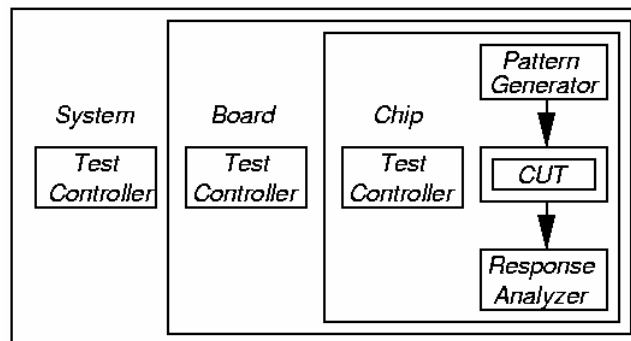 System
Test
Controller
Board
Test
Controller
Chip
Test
Controller
Pattern
Generator
CUT
Response
Analyzer